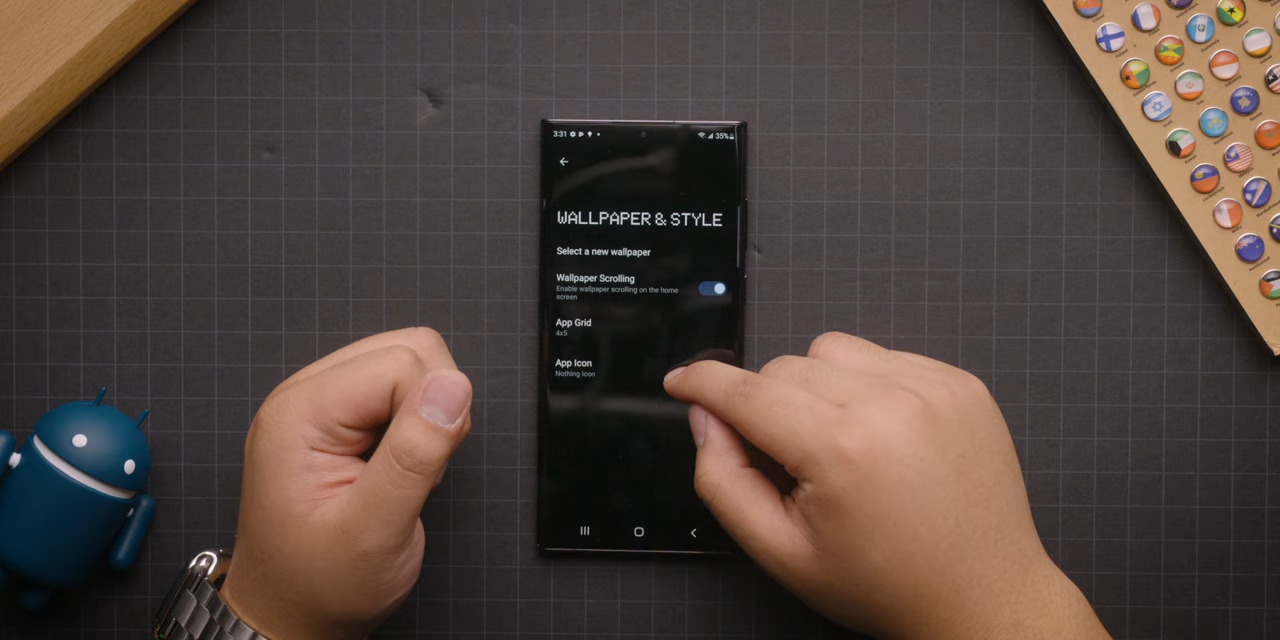 3:31 35%
WALLPAPER & STYLE
Select a new wallpaper
Wallpaper Scrolling
Enable wallpaper scrolling on the home
screen
App Grid
4x5
App Icon
Nothing Icon